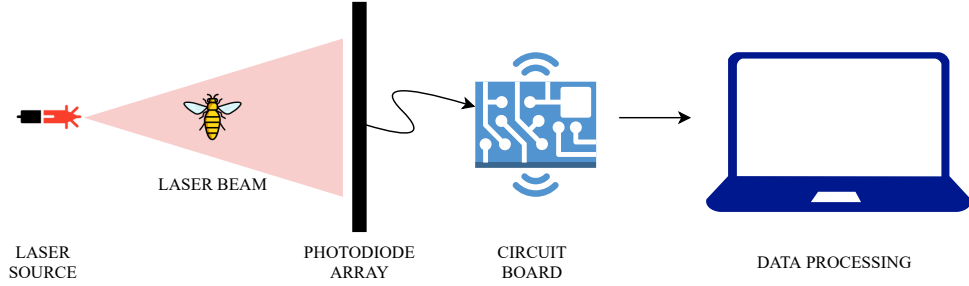 LASER BEAM
LASER
SOURCE
PHOTODIODE
ARRAY
CIRCUIT
BOARD
DATA PROCESSING